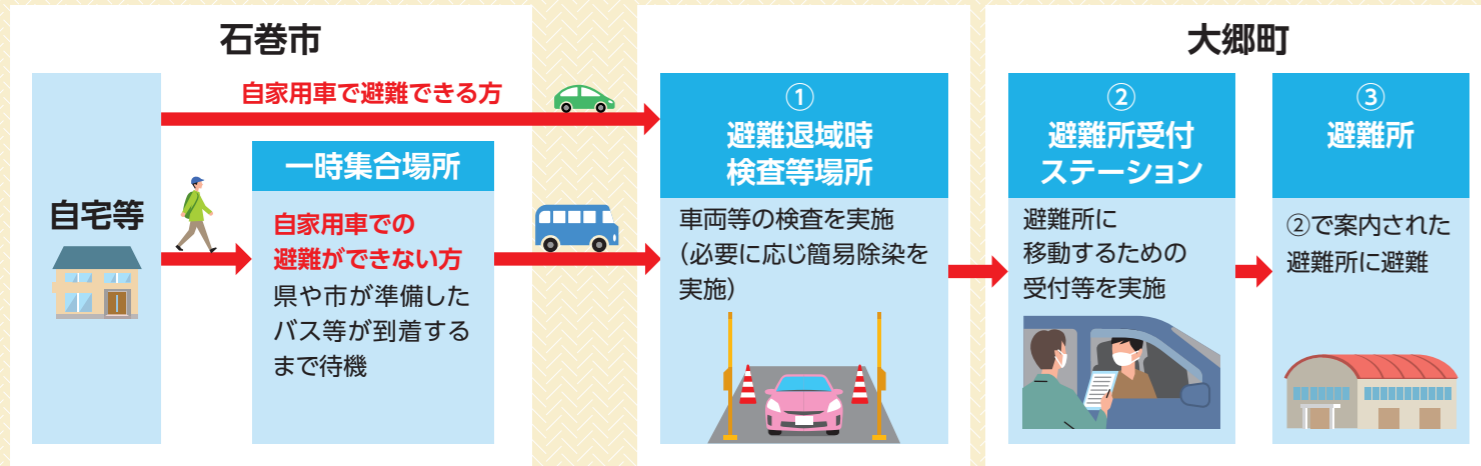 石巻市
自宅等
自家用車で避難できる方
一時集合場所
自家用車での
避難ができない方
県や市が準備した
バス等が到着する
まで待機
①
避難退域時
検査等場所
車両等の検査を実施
(必要に応じ簡易除染を
実施)
大郷町
②
避難所受付
ステーション
避難所に
移動するための
受付等を実施
③
避難所
②で案内された
避難所に避難